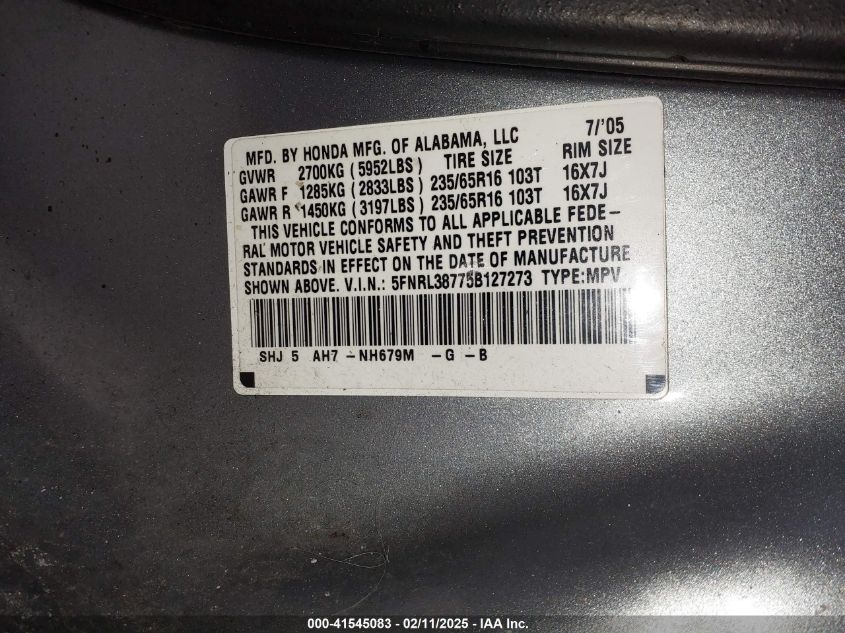 MFD. BY HONDA MFG. OF ALABAMA, LLC 7/'05
GVWR 2700KG (5952LBS) TIRE SIZE RIM SIZE
GAWR F 1285KG (2833LBS) 235/65R16 103T 16X7J
GAWR R 1450KG (3197LBS) 235/65R16 103T 16X7J
THIS VEHICLE CONFORMS TO ALL APPLICABLE FEDE-
RAL MOTOR VEHICLE SAFETY AND THEFT PREVENTION
STANDARDS IN EFFECT ON THE DATE OF MANUFACTURE
SHOWN ABOVE. V.I.N.: 5FNRL38775B127273 TYPE:MPV
SHJ 5 AH7 -NH679M -G -B
000-41545083 - 02/11/2025 - IAA Inc.